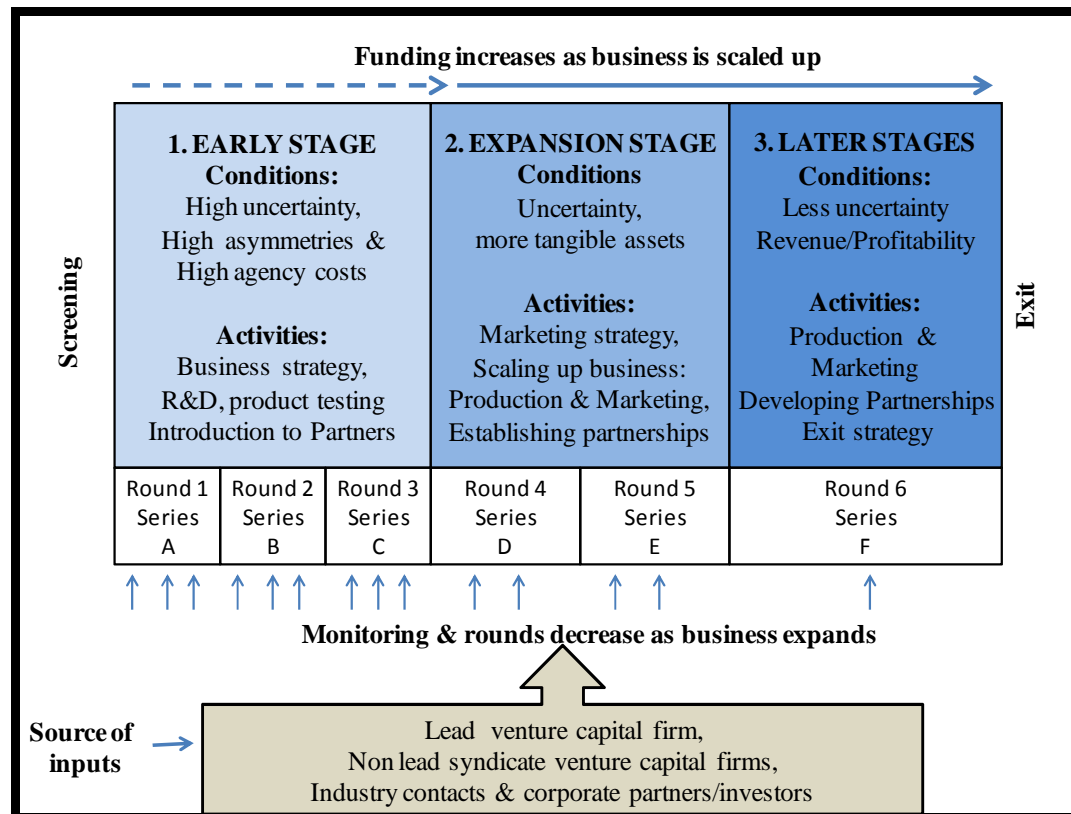 Funding increases as business is scaled up
Screening
1. EARLY STAGE
Conditions:
High uncertainty,
High asymmetries &
High agency costs
Activities:
Business strategy,
R&D, product testing
Introduction to Partners
2. EXPANSION STAGE
Conditions
Uncertainty,
more tangible assets
Activities:
Marketing strategy,
Scaling up business:
Production & Marketing,
Establishing partnerships
3. LATER STAGES
Conditions:
Less uncertainty
Revenue/Profitability
Activities:
Production &
Marketing
Developing Partnerships
Exit strategy
Exit
Round 1
Series
A
Round 2
Series
B
Round 3
Series
C
Round 4
Series
D
Round 5
Series
E
Round 6
Series
F
Monitoring & rounds decrease as business expands
Source of
inputs
Lead venture capital firm,
Non lead syndicate venture capital firms,
Industry contacts & corporate partners/investors